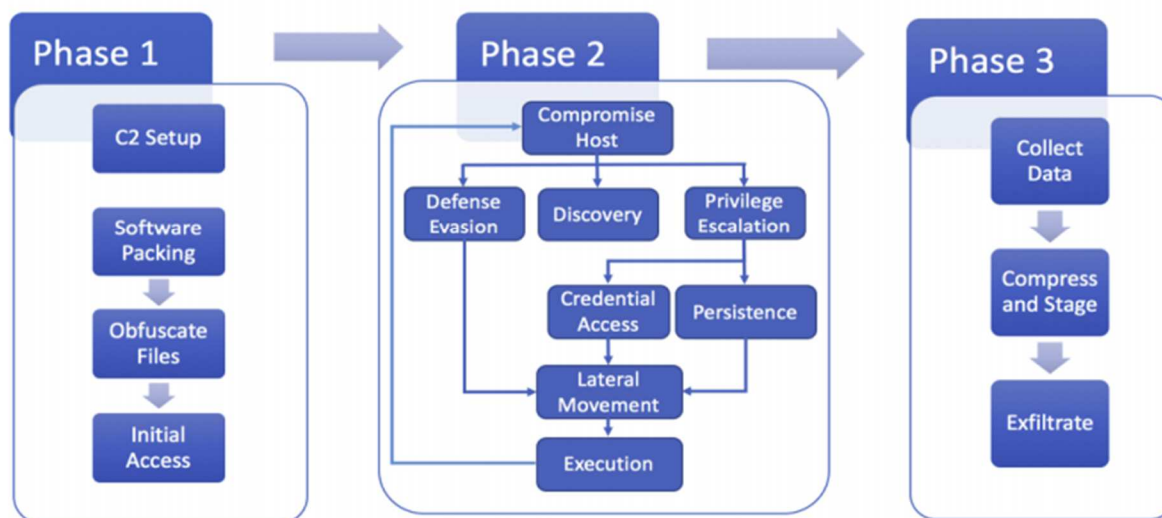 Phase 1
C2 Setup
Software
Packing
Obfuscate
Files
Initial
Access
Phase 2
Compromise
Host
Defense
Evasion
Discovery
Privilege
Escalation
Credential
Access
Persistence
Lateral
Movement
Execution
Phase 3
Collect
Data
Compress
and Stage
Exfiltrate